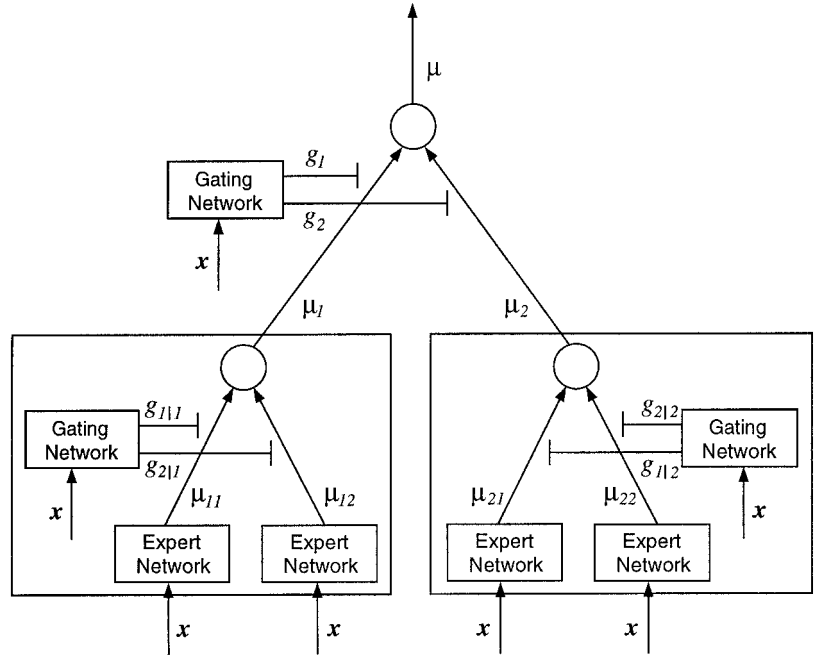 μ
g1
Gating
Network
g2
x
μ1
μ2
g1|1
Gating
Network
g2|1
g2|2
Gating
Network
g1|2
x
μ11
μ12
μ21
μ22
x
Expert
Network
Expert
Network
Expert
Network
Expert
Network
x
x
x
x